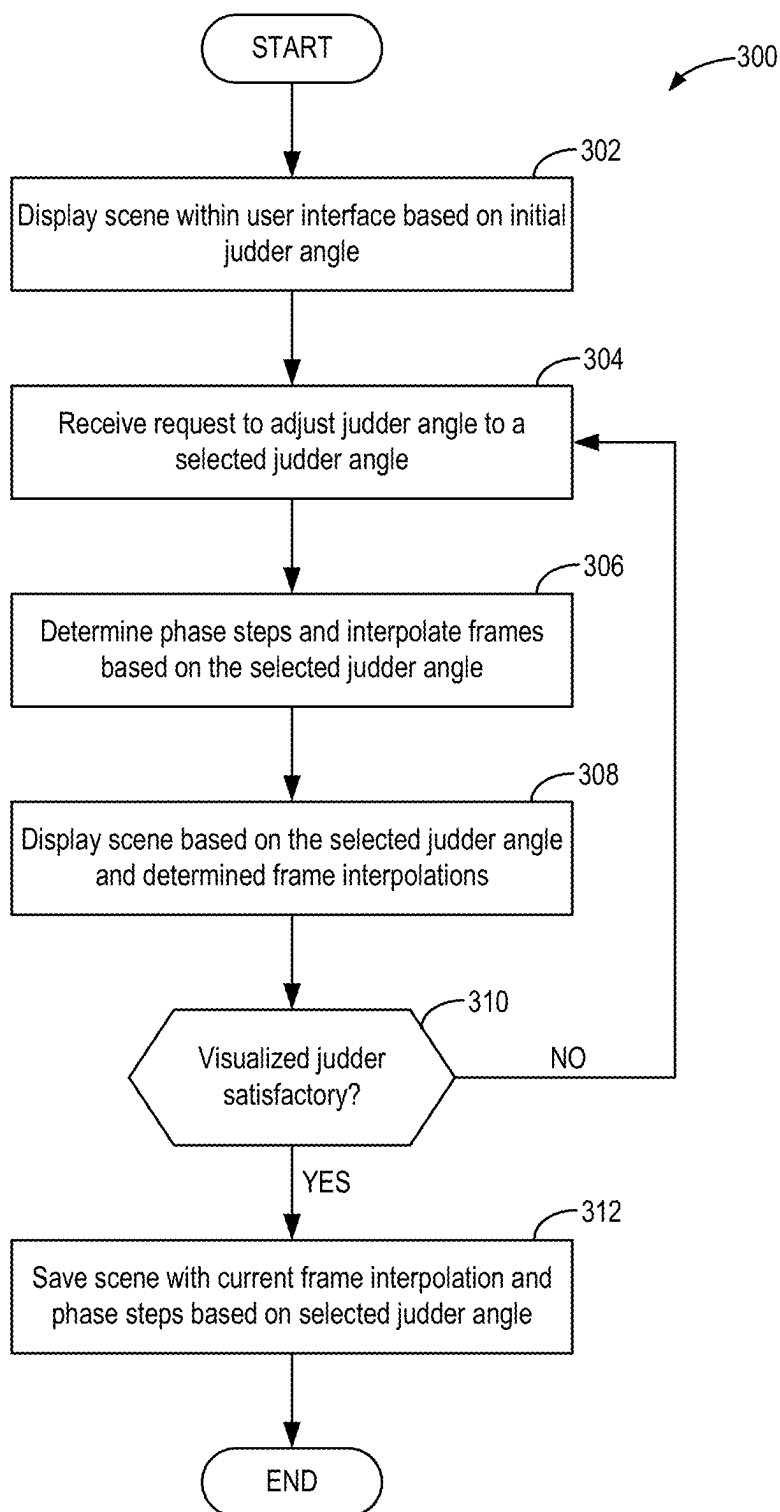 START
300
302
Display scene within user interface based on initial
judder angle
304
Receive request to adjust judder angle to a
selected judder angle
306
Determine phase steps and interpolate frames
based on the selected judder angle
308
Display scene based on the selected judder angle
and determined frame interpolations
310
Visualized judder
satisfactory?
NO
YES
312
Save scene with current frame interpolation and
phase steps based on selected judder angle
END